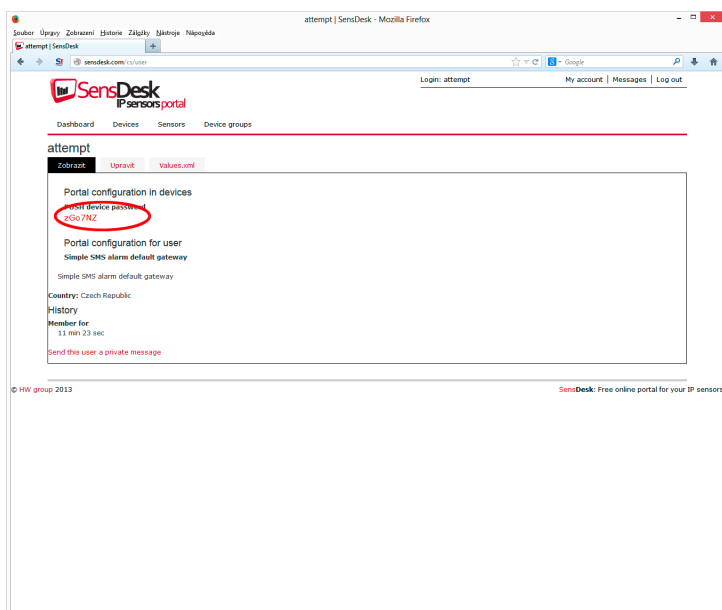 attempt | SensDesk - Mozilla Firefox
Soubor Úpravy Zobrazení Historie Záložky Nástroje Nápověda
attempt | SensDesk
sensdesk.com/cs/user
Google
SensDesk
IP sensors portal
Login: attempt
My account | Messages | Log out
Dashboard Devices Sensors Device groups
attempt
Zobrazit Upravit Values.xml
Portal configuration in devices
PUSH device password
zGo7NZ
Portal configuration for user
Simple SMS alarm default gateway
Simple SMS alarm default gateway
Country: Czech Republic
History
Member for
11 min 23 sec
Send this user a private message
© HW group 2013
SensDesk: Free online portal for your IP sensors